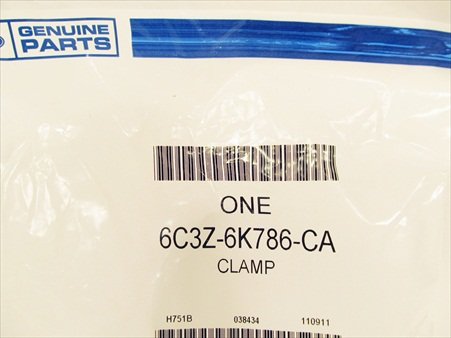 GENUINE
PARTS
ONE
6C3Z-6K786-CA
CLAMP
H751B 038434 110911